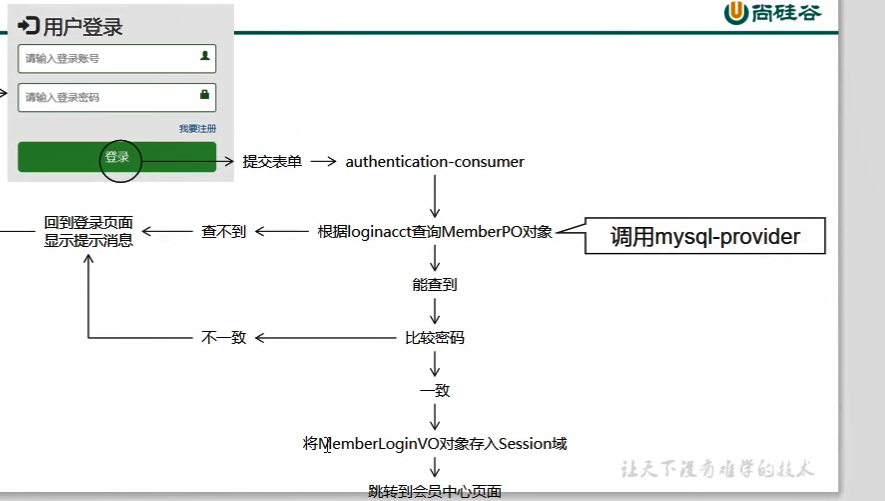 尚硅谷
用户登录
请输入登录账号
请输入登录密码
我要注册
登录
提交表单
authentication-consumer
回到登录页面
显示提示消息
查不到
根据loginacct查询MemberPO对象
调用mysql-provider
能查到
不一致
比较密码
一致
将MemberLoginVO对象存入Session域
让天下没有难学的技术
跳转到会员中心页面